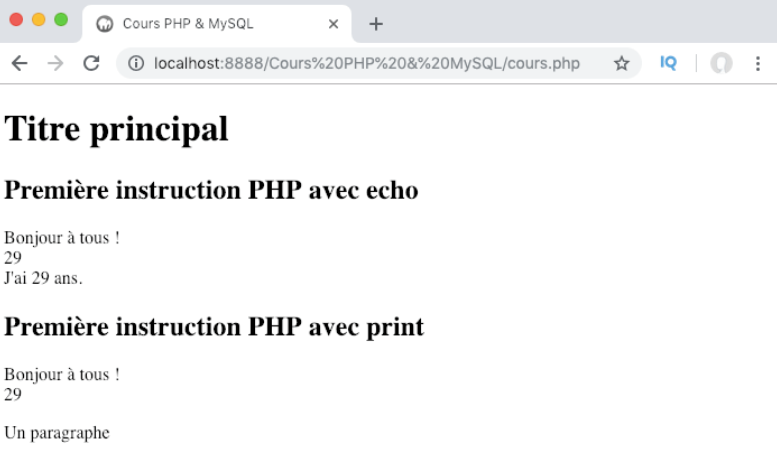 Cours PHP & MySQL
localhost:8888/Cours%20PHP%20&%20MySQL/cours.php
IQ
Titre principal
Première instruction PHP avec echo
Bonjour à tous !
29
J'ai 29 ans.
Première instruction PHP avec print
Bonjour à tous !
29
Un paragraphe